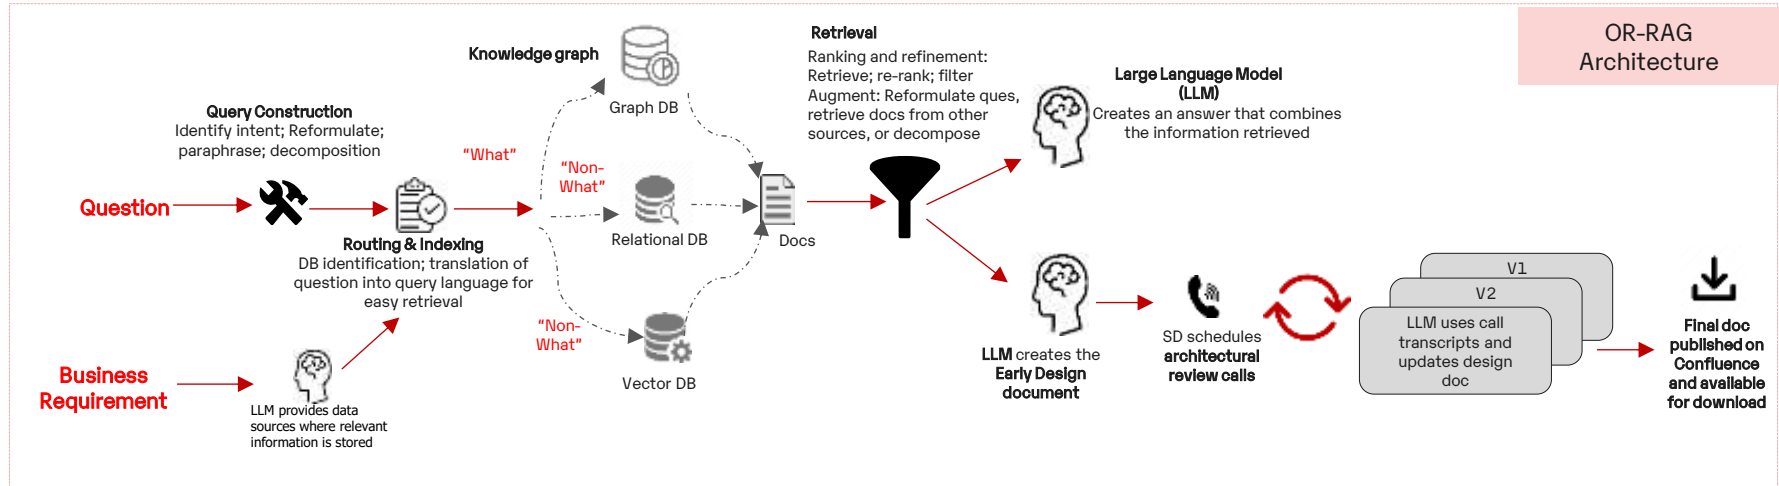 OR-RAG
Architecture
Knowledge graph
Graph DB
Retrieval
Ranking and refinement:
Retrieve; re-rank; filter
Augment: Reformulate ques,
retrieve docs from other
sources, or decompose
Large Language Model
(LLM)
Creates an answer that combines
the information retrieved
Query Construction
Identify intent; Reformulate;
paraphrase; decomposition
"What"
"Non-
What"
Question
Relational DB
Docs
Routing & Indexing
DB identification; translation of
question into query language for
easy retrieval
"Non-
What"
Vector DB
Business
Requirement
LLM provides data
sources where relevant
information is stored
LLM creates the
Early Design
document
SD schedules
architectural
review calls
V1
V2
LLM uses call
transcripts and
updates design
doc
Final doc
published on
Confluence
and available
for download